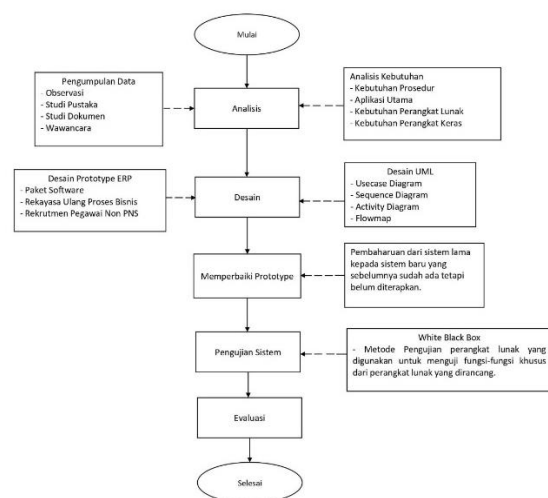 Mulai
Pengumpulan Data
- Observasi
- Studi Pustaka
- Studi Dokumen
- Wawancara
Analisis
Analisis Kebutuhan
- Kebutuhan Prosedur
- Aplikasi Utama
- Kebutuhan Perangkat Lunak
- Kebutuhan Perangkat Keras
Desain Prototype ERP
- Paket Software
- Rekayasa Ulang Proses Bisnis
- Rekrutmen Pegawai Non PNS
Desain
Desain UML
- Usecase Diagram
- Sequence Diagram
- Activity Diagram
- Flowmap
Memperbaiki Prototype
Pembaharuan dari sistem lama
kepada sistem baru yang
sebelumnya sudah ada tetapi
belum diterapkan.
Pengujian Sistem
White Black Box
- Metode Pengujian perangkat lunak yang
digunakan untuk menguji fungsi-fungsi khusus
dari perangkat lunak yang dirancang.
Evaluasi
Selesai